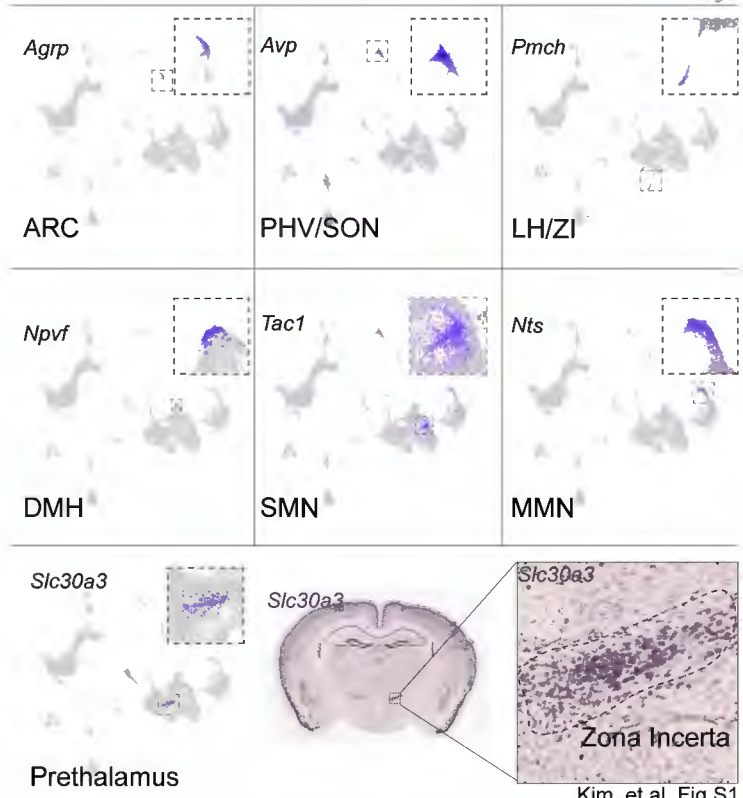 Agrp
ARC
Avp
PHV/SON
Pmch
LH/ZI
Npvf
DMH
Tac1
SMN
Nts
MMN
Slc30a3
Prethalamus
Slc30a3
Slc30a3
Zona Incerta
Kim, et al. Fig S1